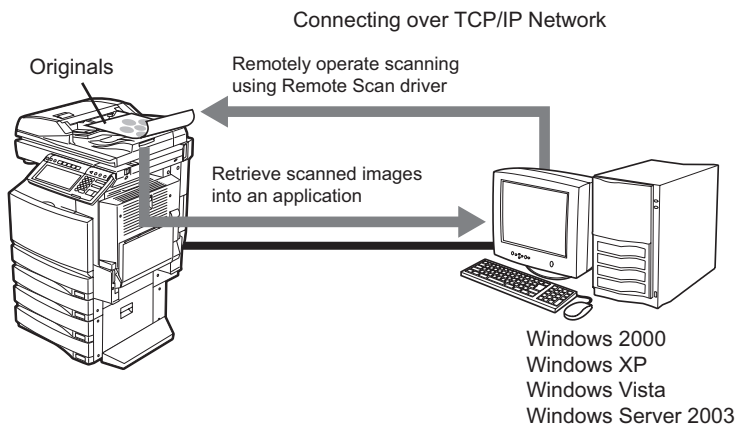 Connecting over TCP/IP Network
Originals
Remotely operate scanning
using Remote Scan driver
Retrieve scanned images
into an application
Windows 2000
Windows XP
Windows Vista
Windows Server 2003